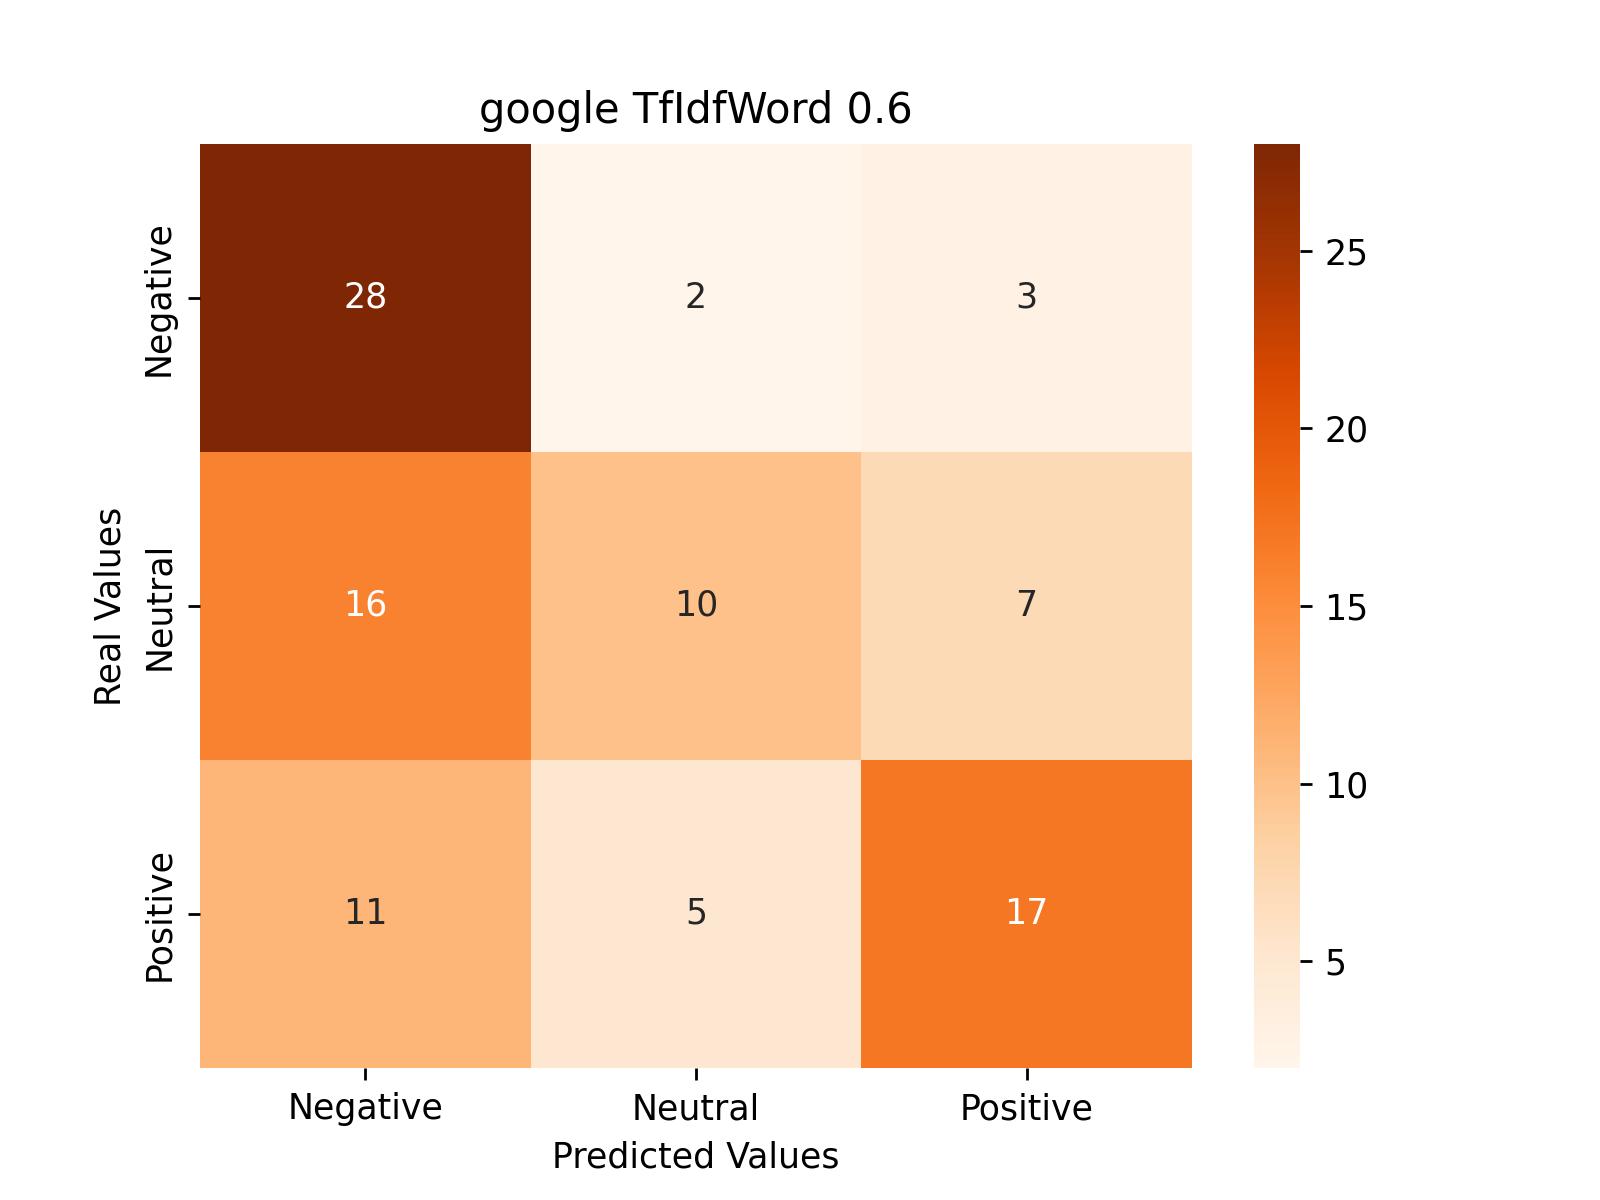 google TfIdfWord 0.6
Real Values
Negative
28 2 3
Neutral
16 10 7
Positive
11 5 17
Negative Neutral Positive
Predicted Values
25
20
15
10
5